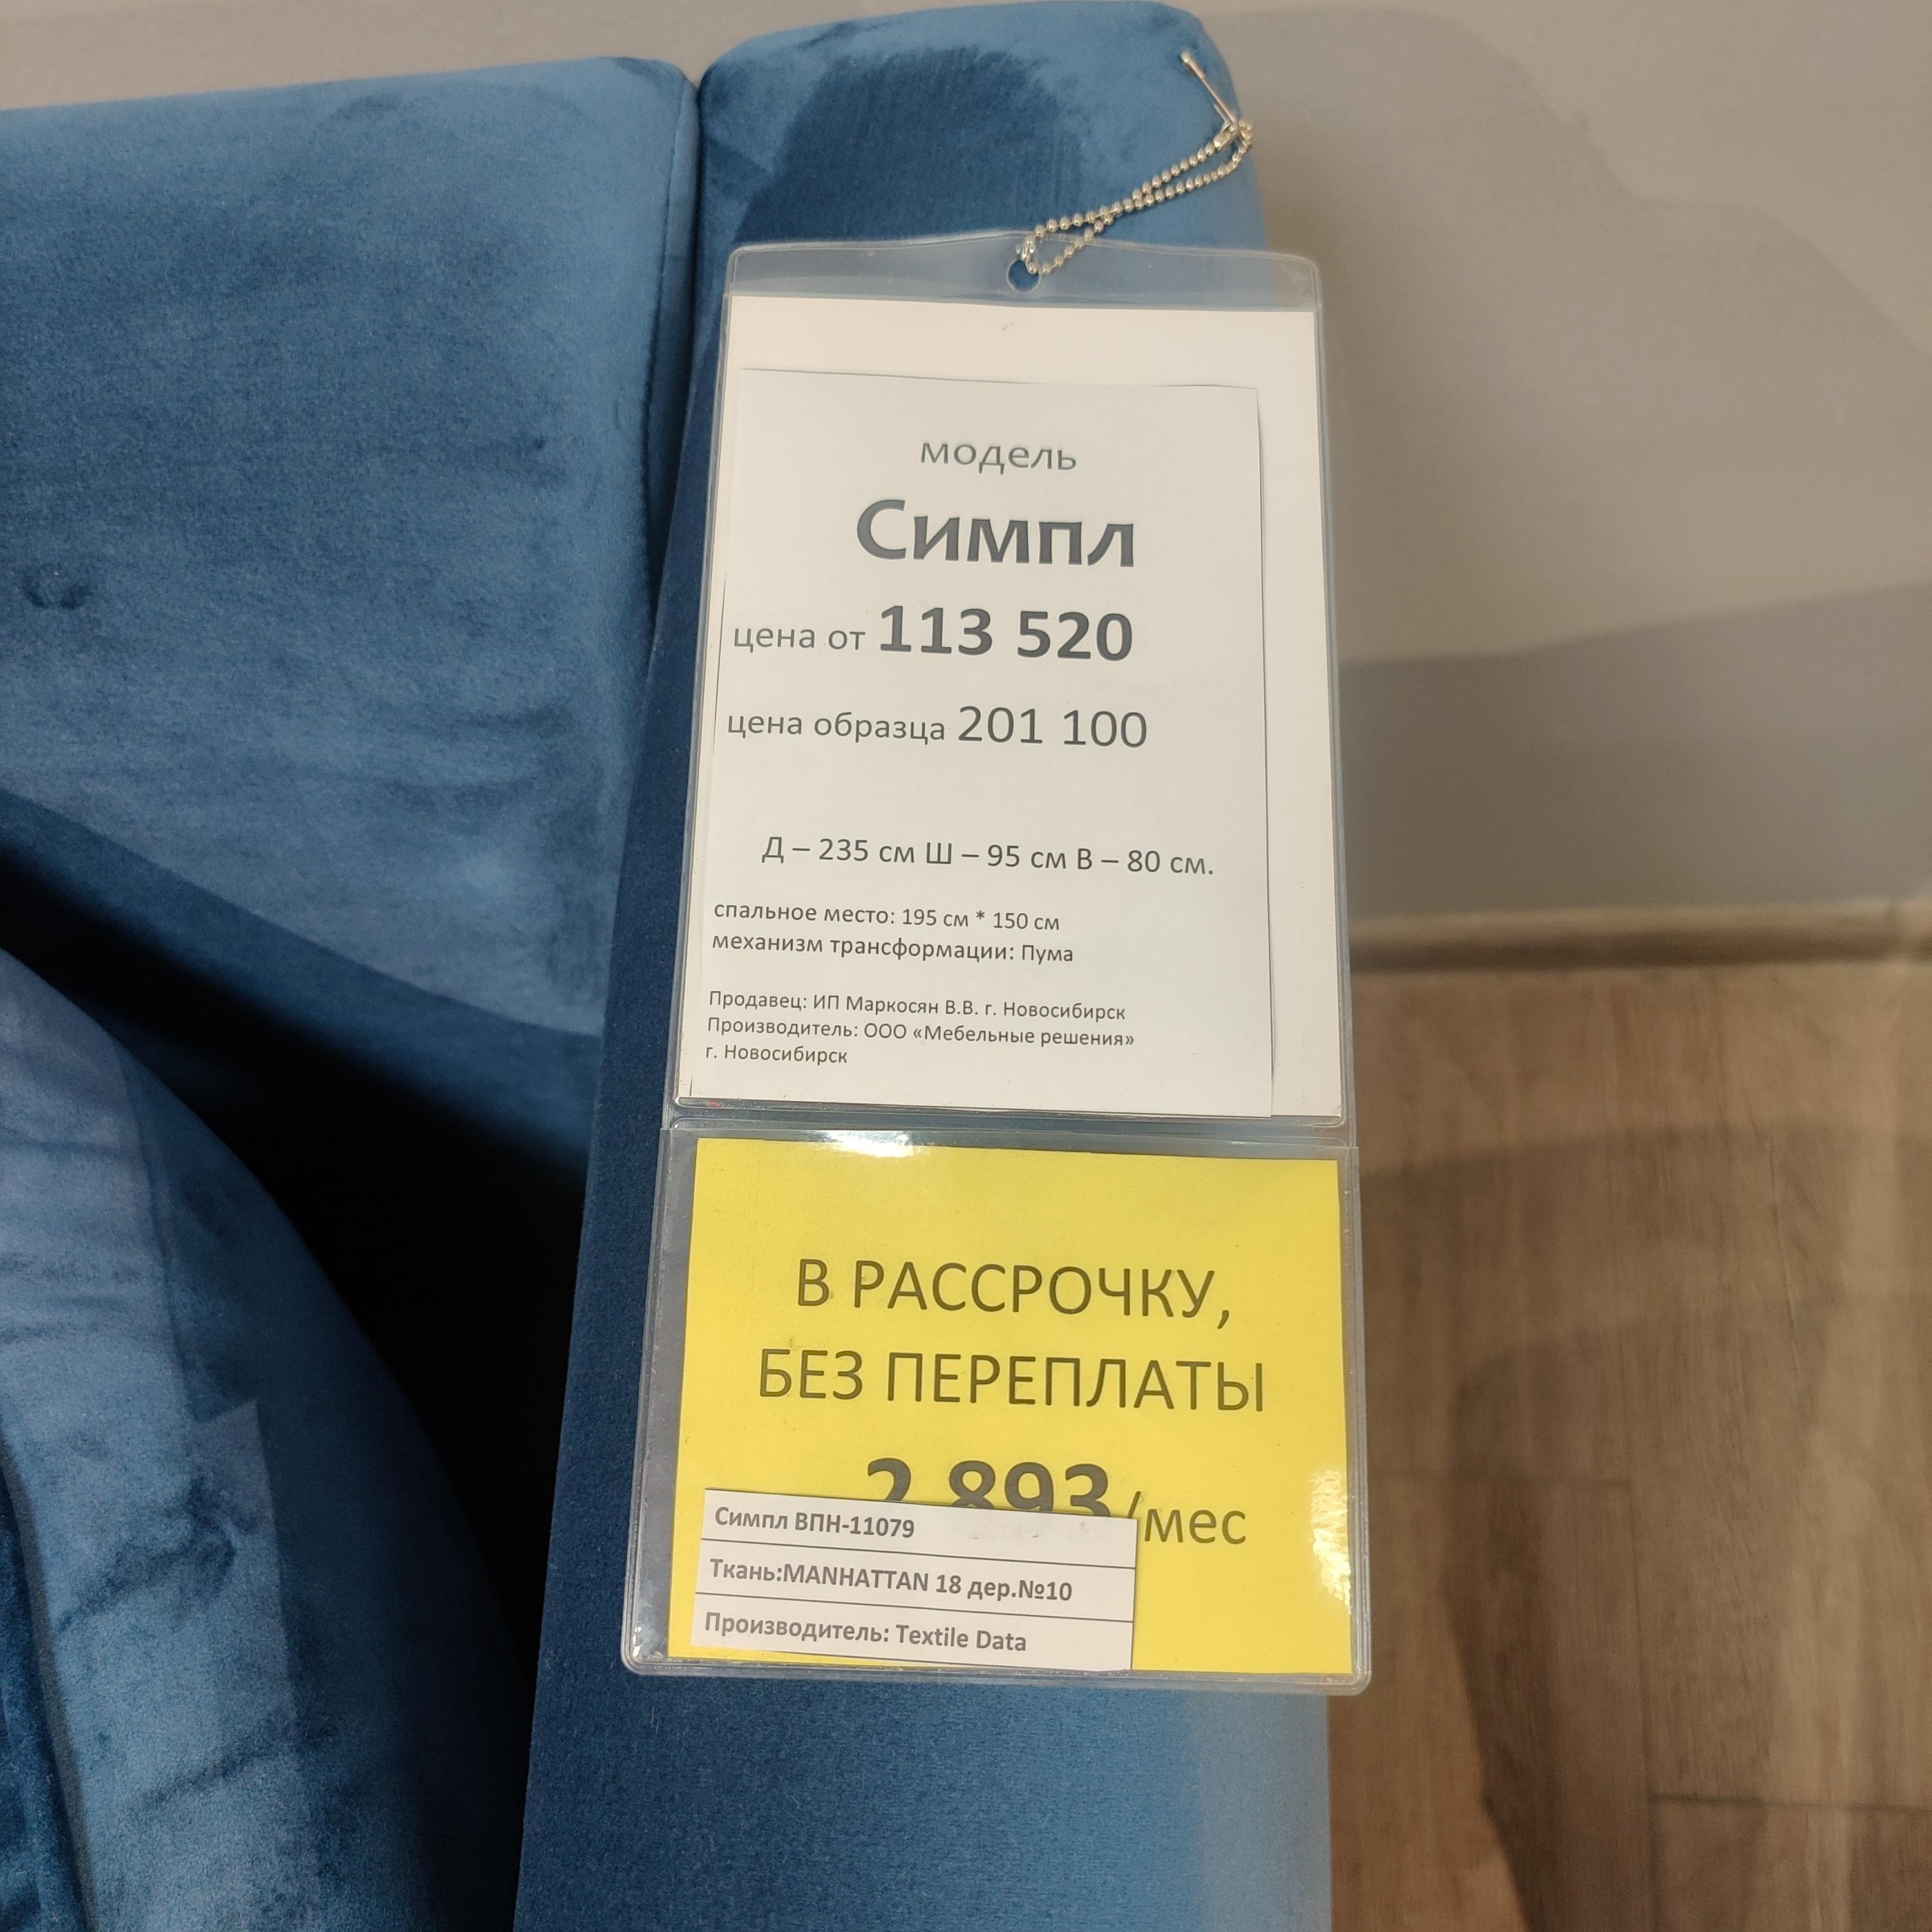 модель
Симпл
цена от 113 520
цена образца 201 100
Д – 235 см Ш – 95 см В – 80 см.
спальное место: 195 см * 150 см
механизм трансформации: Пума
Продавец: ИП Маркосян В.В. г. Новосибирск
Производитель: ООО «Мебельные решения»
г. Новосибирск
В РАССРОЧКУ,
БЕЗ ПЕРЕПЛАТЫ
2 893/мес
Симпл ВПН-11079
Ткань:MANHATTAN 18 дер.№10
Производитель: Textile Data